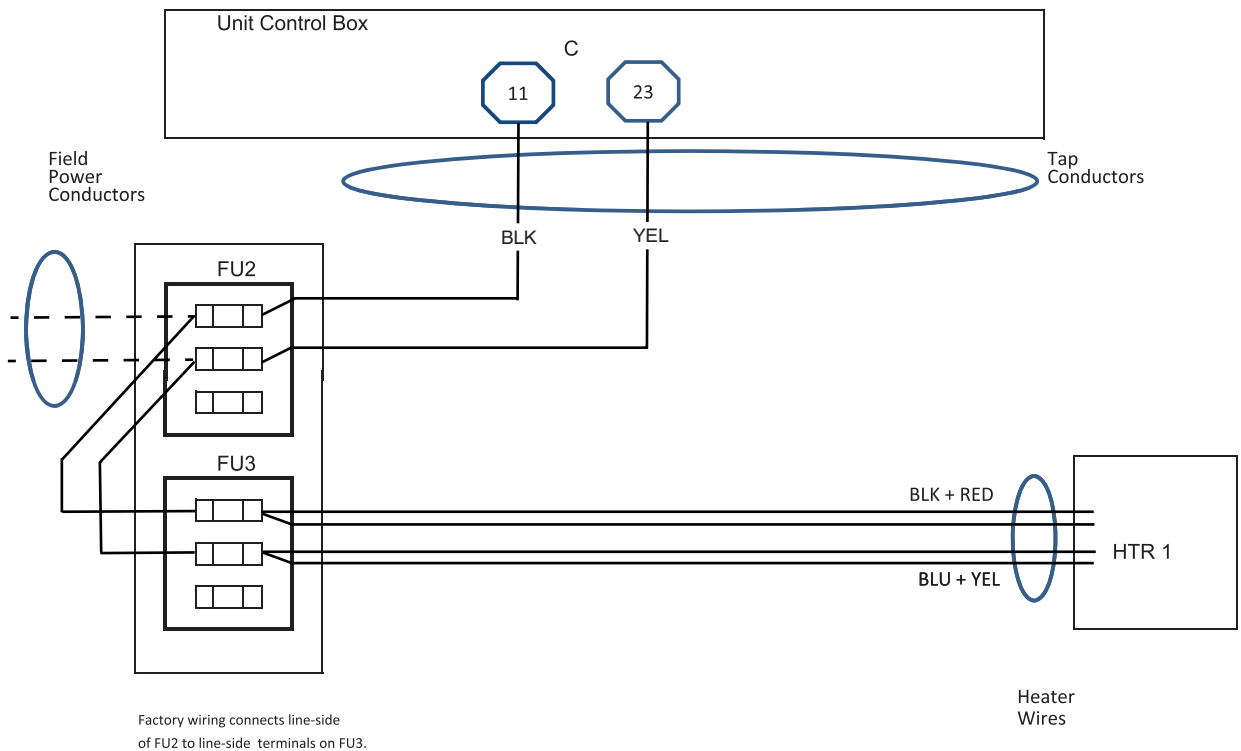 Unit Control Box
C
11
23
Field
Power
Conductors
Tap
Conductors
BLK
YEL
FU2
FU3
BLK + RED
HTR 1
BLU + YEL
Heater
Wires
Factory wiring connects line-side
of FU2 to line-side terminals on FU3.